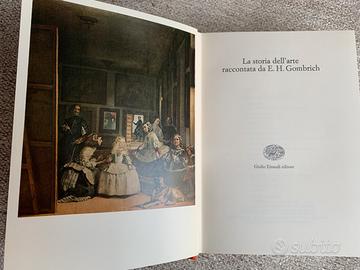 La storia dell'arte
raccontata da E. H. Gombrich
Giulio Einaudi editore
subito